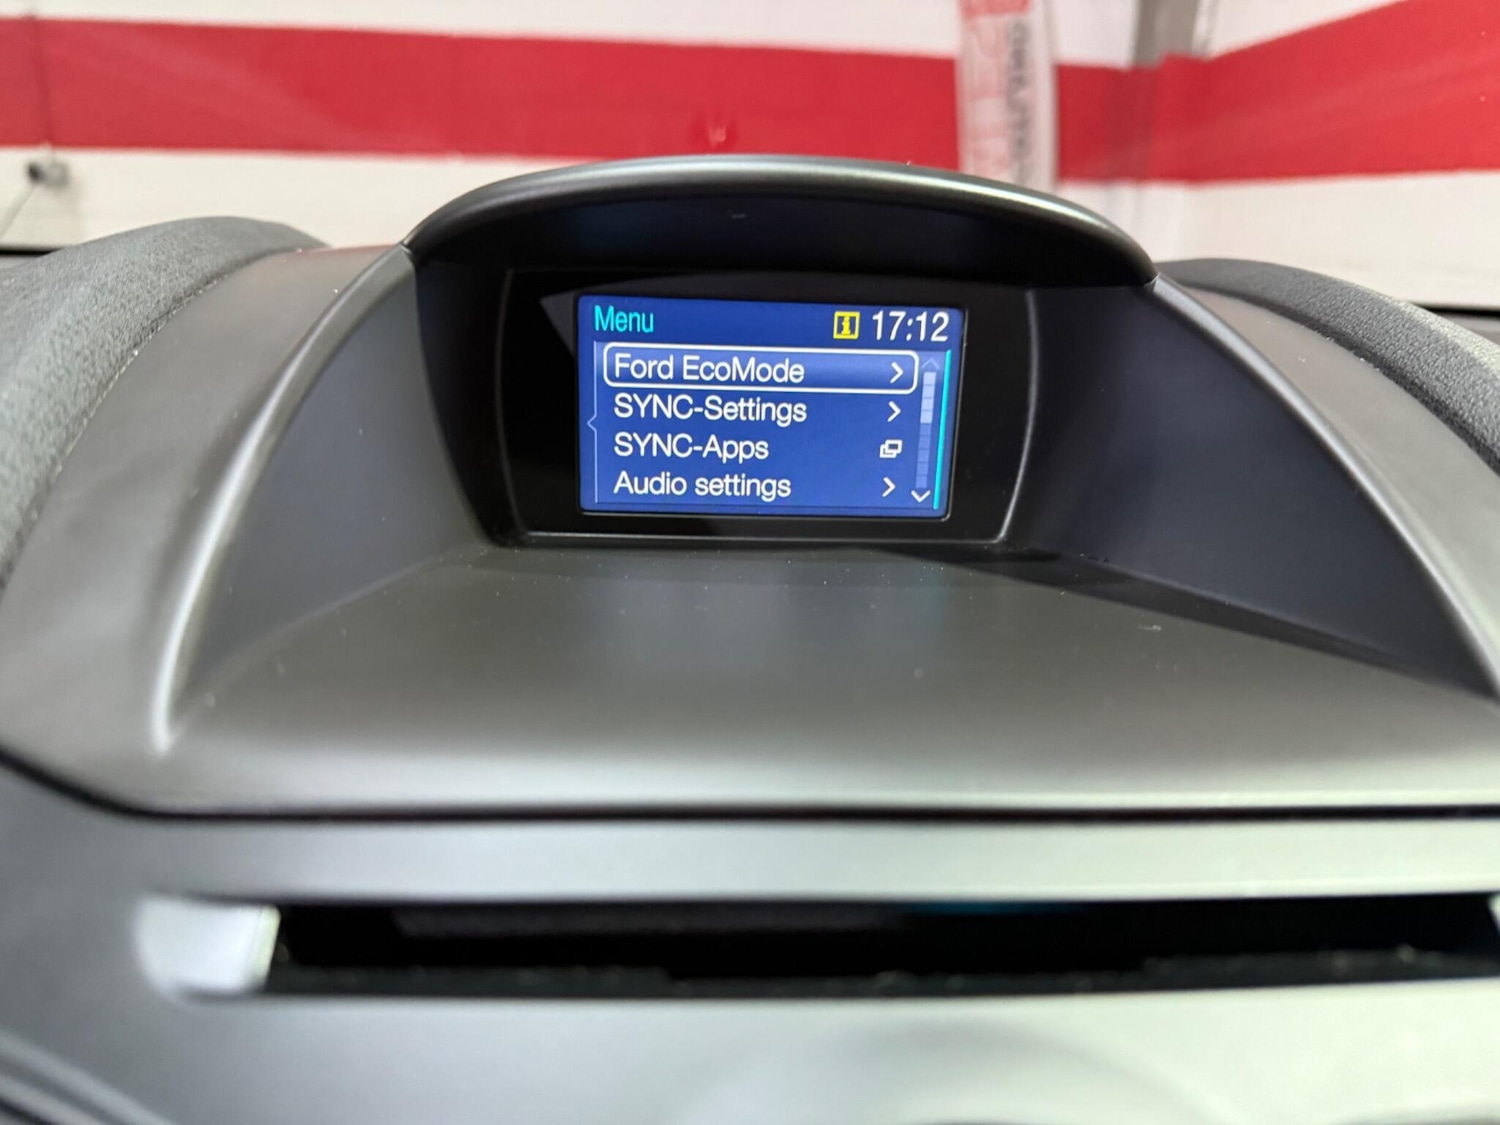 Menu 17:12
Ford EcoMode
SYNC-Settings
SYNC-Apps
Audio settings